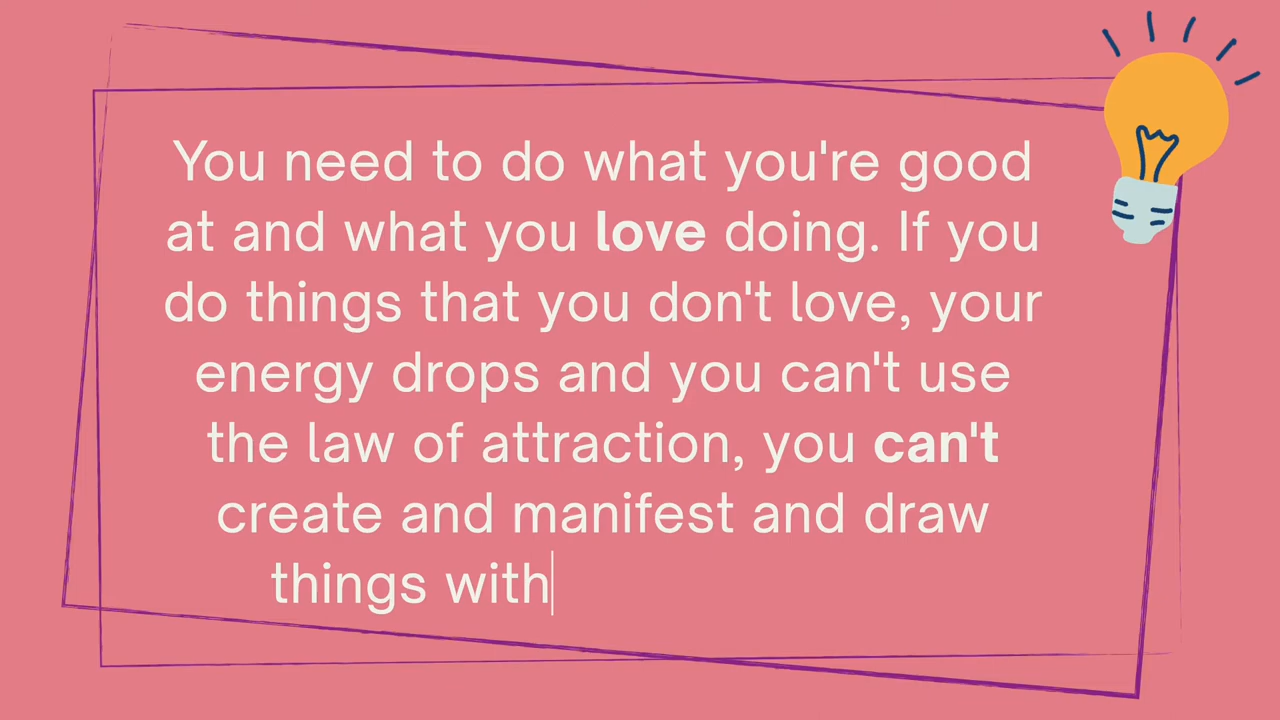 You need to do what you're good
at and what you love doing. If you
do things that you don't love, your
energy drops and you can't use
the law of attraction, you can't
create and manifest and draw
things with